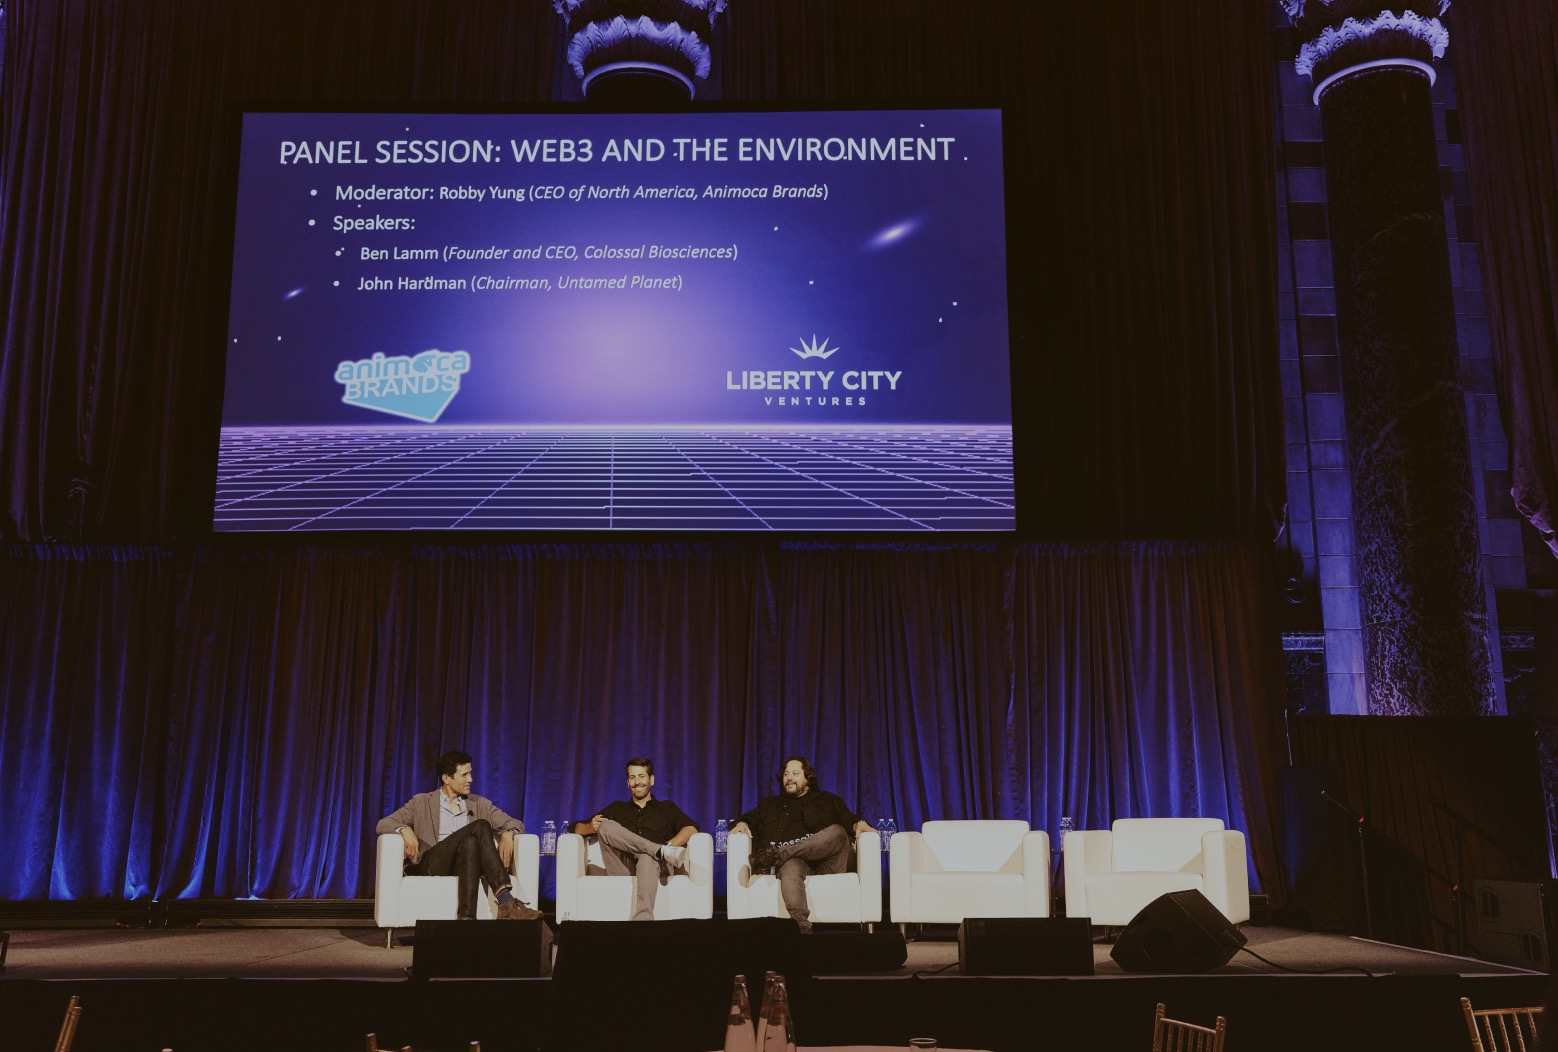 PANEL SESSION: WEB3 AND THE ENVIRONMENT
• Moderator: Robby Yung (CEO of North America, Animoca Brands)
• Speakers:
• Ben Lamm (Founder and CEO, Colossal Biosciences)
• John Hardman (Chairman, Untamed Planet)
animoca
BRANDS
LIBERTY CITY
VENTURES